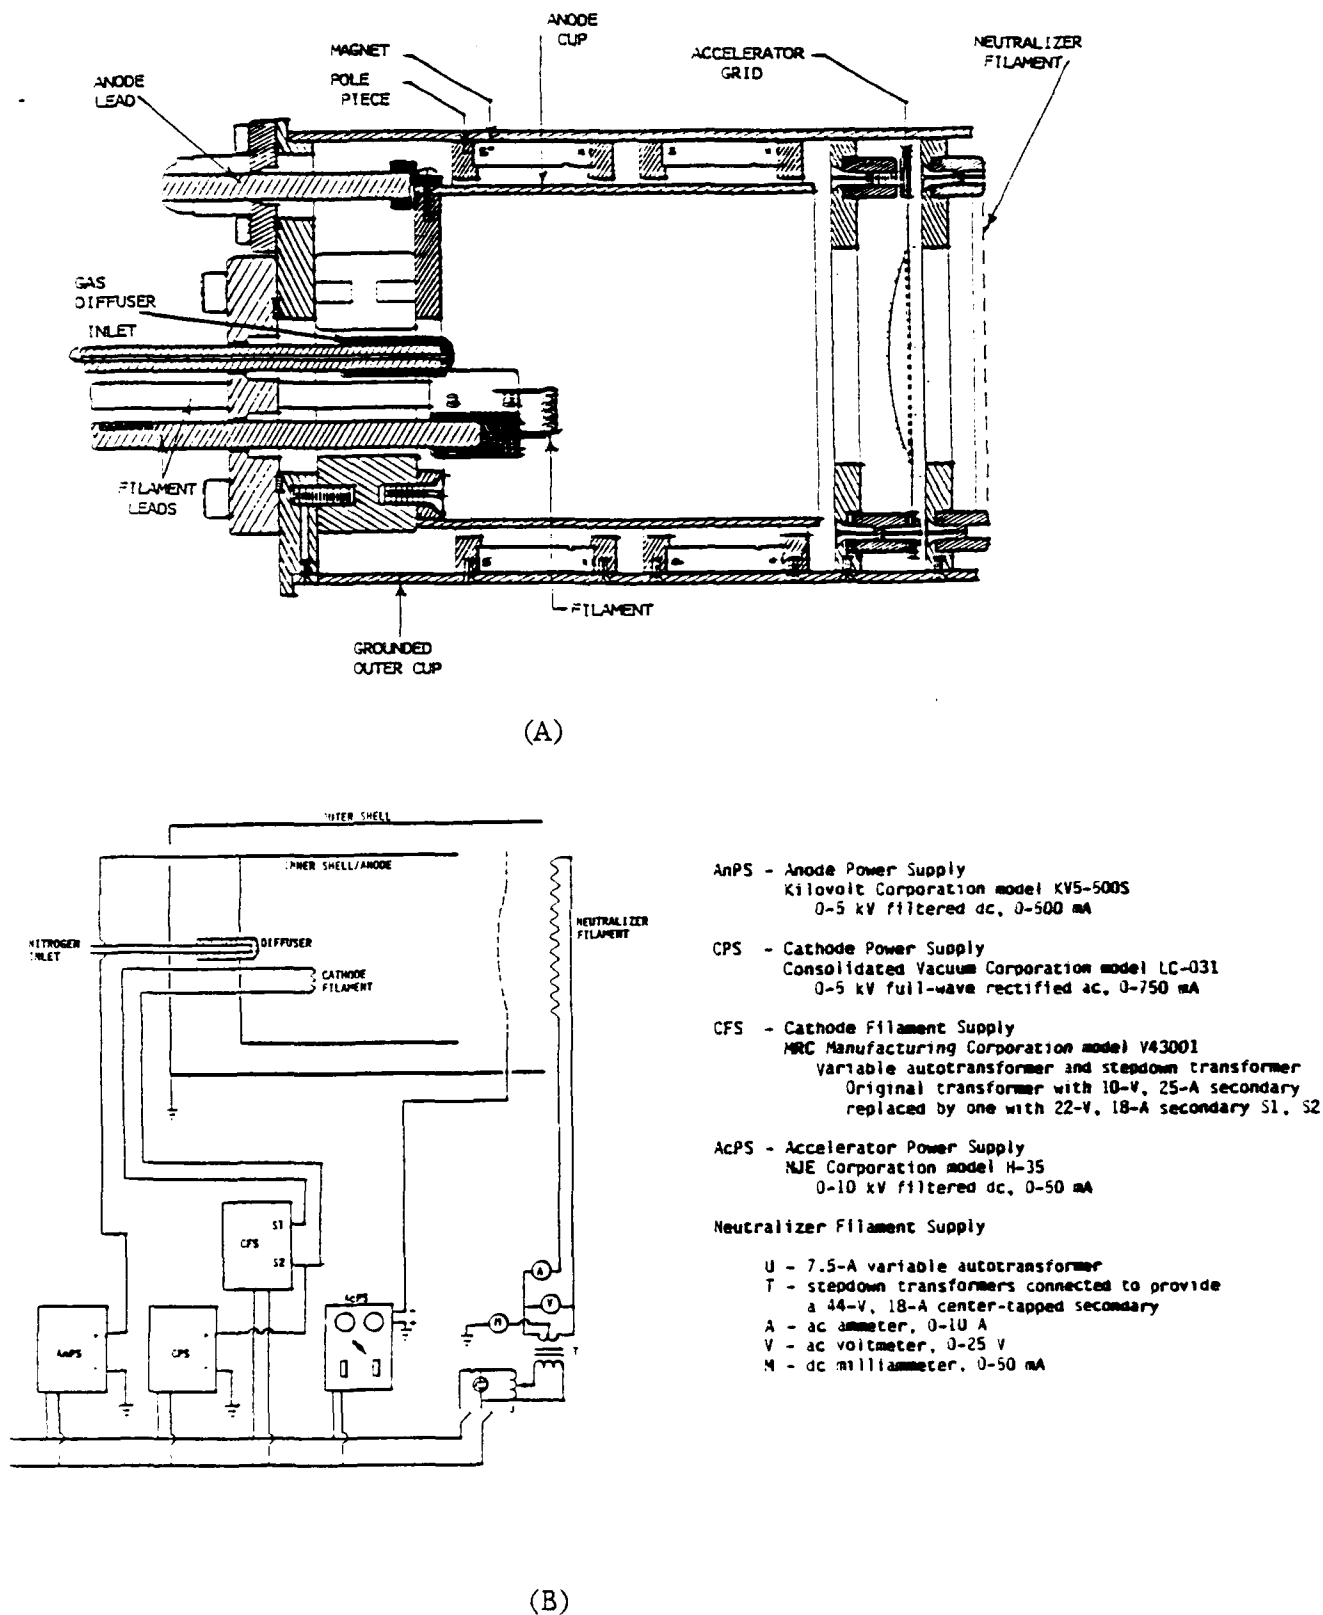 ANODE
CUP
MAGNET
POLE
PIECE
ANODE
LEAD
ACCELERATOR
GRID
NEUTRALIZER
FILAMENT
GAS
DIFFUSER
INLET
FILAMENT
LEADS
FILAMENT
GROUNDED
OUTER CUP
(A)
OUTER SHELL
INNER SHELL/ANODE
NITROGEN
INLET
DIFFUSER
CATHODE
FILAMENT
NEUTRALIZER
FILAMENT
S1
CFS
S2
A
V
M
T
AcPS
AnPS
CPS
AnPS - Anode Power Supply
Kilovolt Corporation model KV5-500S
0-5 kV filtered dc, 0-500 mA
CPS - Cathode Power Supply
Consolidated Vacuum Corporation model LC-031
0-5 kV full-wave rectified ac, 0-750 mA
CFS - Cathode Filament Supply
MRC Manufacturing Corporation model V43001
Variable autotransformer and stepdown transformer
Original transformer with 10-V, 25-A secondary
replaced by one with 22-V, 18-A secondary S1, S2
AcPS - Accelerator Power Supply
NJE Corporation model H-35
0-10 kV filtered dc, 0-50 mA
Neutralizer Filament Supply
U - 7.5-A variable autotransformer
T - stepdown transformers connected to provide
a 44-V, 18-A center-tapped secondary
A - ac ammeter, 0-10 A
V - ac voltmeter, 0-25 V
M - dc milliammeter, 0-50 mA
(B)